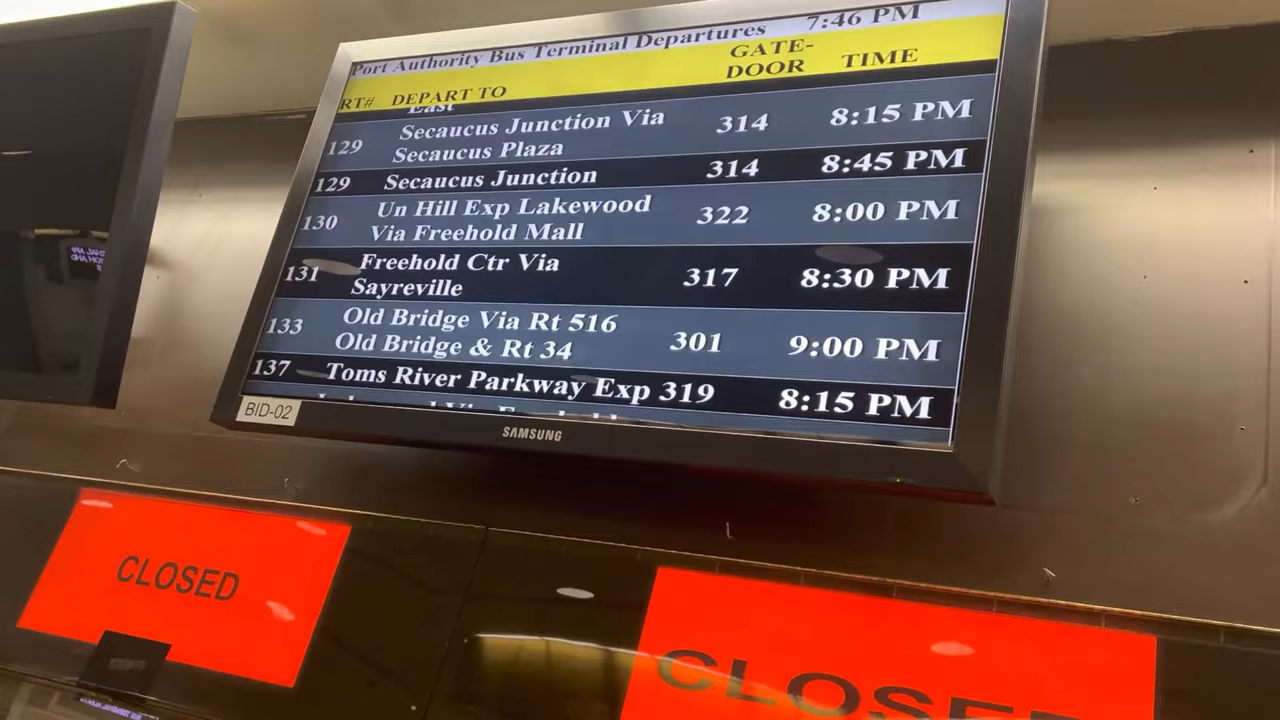 Port Authority Bus Terminal Departures 7:46 PM
RT# DEPART TO GATE-DOOR TIME
East
129 Secaucus Junction Via Secaucus Plaza 314 8:15 PM
129 Secaucus Junction 314 8:45 PM
130 Un Hill Exp Lakewood Via Freehold Mall 322 8:00 PM
131 Freehold Ctr Via Sayreville 317 8:30 PM
133 Old Bridge Via Rt 516 Old Bridge & Rt 34 301 9:00 PM
137 Toms River Parkway Exp 319 8:15 PM
BID-02
SAMSUNG
CLOSED
CLOSED